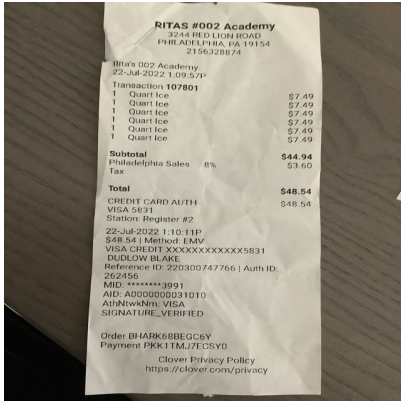 RITAS #002 Academy
3244 RED LION ROAD
PHILADELPHIA, PA 19154
2156328874
Rita's 002 Academy
22-Jul-2022 1:09:57P
Transaction 107801
1 Quart Ice $7.49
1 Quart Ice $7.49
1 Quart Ice $7.49
1 Quart Ice $7.49
1 Quart Ice $7.49
1 Quart Ice $7.49
Subtotal $44.94
Philadelphia Sales 8% $3.60
Tax
Total $48.54
CREDIT CARD AUTH $48.54
VISA 5831
Station: Register #2
22-Jul-2022 1:10:11P
$48.54 | Method: EMV
VISA CREDIT XXXXXXXXXXXX5831
DUDLOW BLAKE
Reference ID: 220300747766 | Auth ID:
262456
MID: ********3991
AID: A0000000031010
AthNtwkNm: VISA
SIGNATURE_VERIFIED
Order BHARK68BEGC6Y
Payment PKK1TMJ7ECSY0
Clover Privacy Policy
https://clover.com/privacy